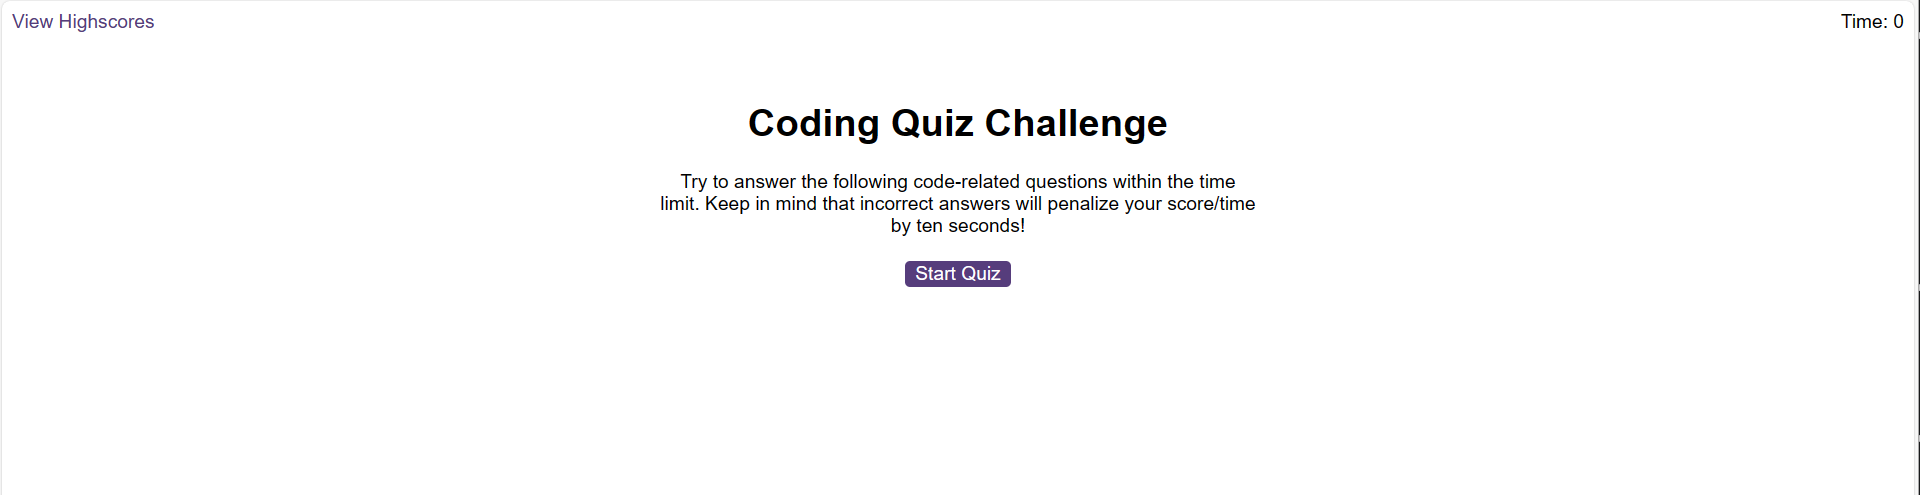 View Highscores
Time: 0
Coding Quiz Challenge
Try to answer the following code-related questions within the time
limit. Keep in mind that incorrect answers will penalize your score/time
by ten seconds!
Start Quiz